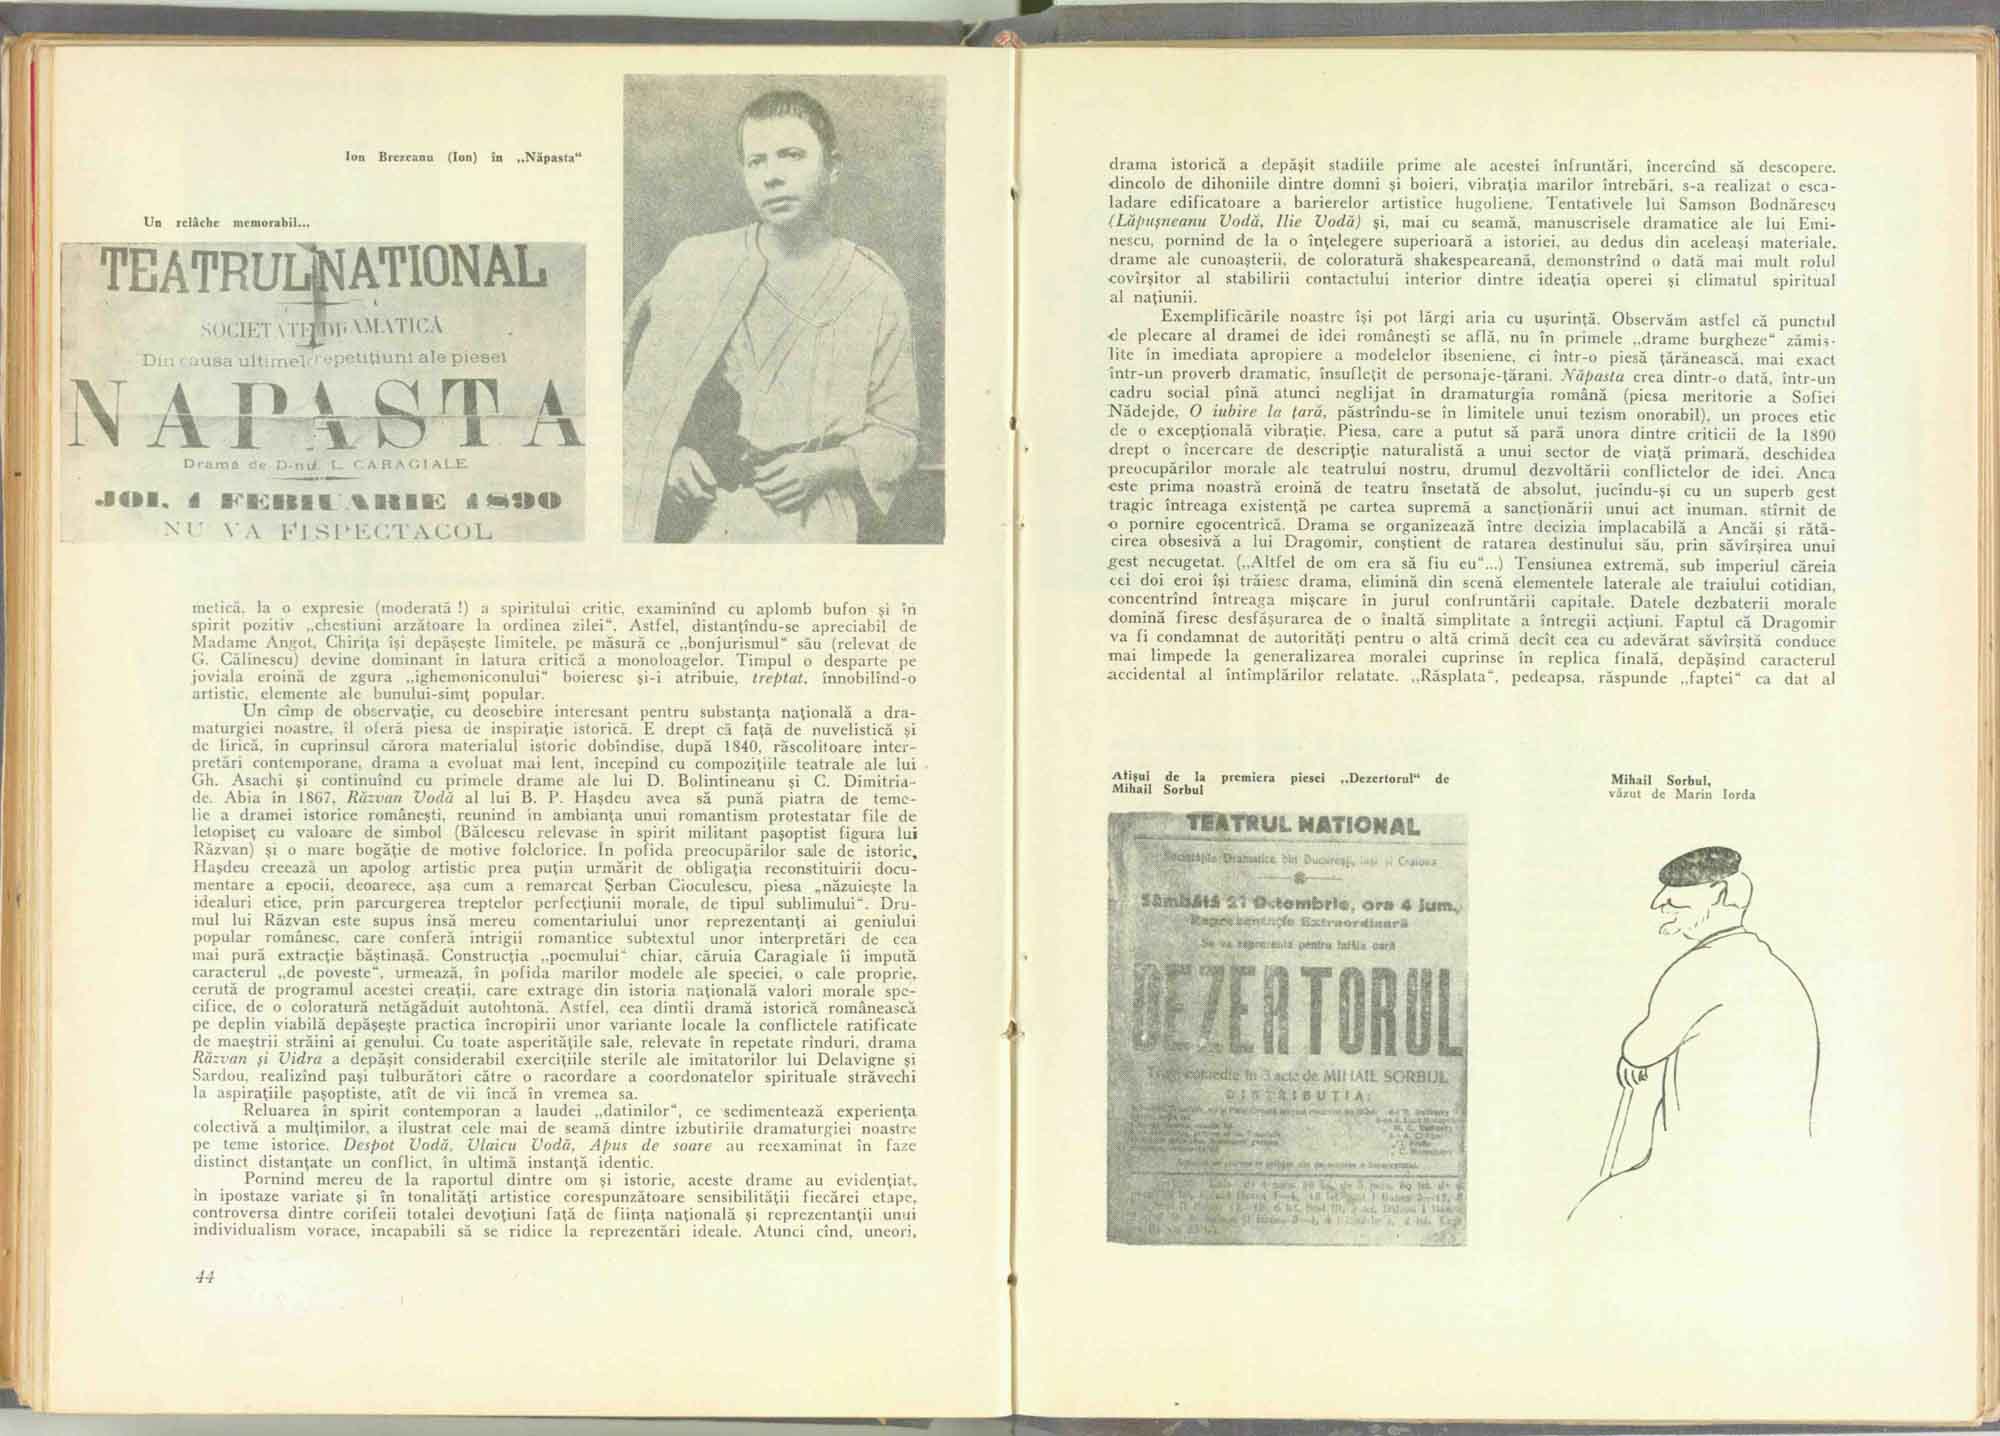 Ion Brezeanu (Ion) în „Năpasta“
Un relâche memorabil...
TEATRUL NATIONAL
SOCIETATE DRAMATICĂ
Din causa ultimelor repetițiuni ale piesei
NAPASTA
Dramă de D-nul L. CARAGIALE
JOI, 1 FEBRUARIE 1890
NU VA FI SPECTACOL
metică, la o expresie (moderată !) a spiritului critic, examinînd cu aplomb bufon și în
spirit pozitiv „chestiuni arzătoare la ordinea zilei“. Astfel, distanțîndu-se apreciabil de
Madame Angot, Chirița își depășește limitele, pe măsură ce „bonjurismul“ său (relevat de
G. Călinescu) devine dominant în latura critică a monoloagelor. Timpul o desparte pe
joviala eroină de zgura „ighemoniconului“ boieresc și-i atribuie, treptat, înnobilînd-o
artistic, elemente ale bunului-simț popular.
Un cîmp de observație, cu deosebire interesant pentru substanța națională a dra-
maturgiei noastre, îl oferă piesa de inspirație istorică. E drept că față de nuvelistică și
de lirică, în cuprinsul cărora materialul istoric dobîndise, după 1840, răscolitoare inter-
pretări contemporane, drama a evoluat mai lent, începind cu compozițiile teatrale ale lui
Gh. Asachi și continuînd cu primele drame ale lui D. Bolintineanu și C. Dimitria-
de. Abia în 1867, Răzvan Vodă al lui B. P. Hașdeu avea să pună piatra de teme-
lie a dramei istorice românești, reunind în ambianța unui romantism protestatar file de
letopiseț cu valoare de simbol (Bălcescu relevase în spirit militant pașoptist figura lui
Răzvan) și o mare bogăție de motive folclorice. În pofida preocupărilor sale de istoric,
Hașdeu creează un apolog artistic prea puțin urmărit de obligația reconstituirii docu-
mentare a epocii, deoarece, așa cum a remarcat Șerban Cioculescu, piesa „năzuiește la
idealuri etice, prin parcurgerea treptelor perfecțiunii morale, de tipul sublimului“. Dru-
mul lui Răzvan este supus însă mereu comentariului unor reprezentanți ai geniului
popular românesc, care conferă intrigii romantice subtextul unor interpretări de cea
mai pură extracție băștinașă. Construcția „poemului“ chiar, căruia Caragiale îi impută
caracterul „de poveste“, urmează, în pofida marilor modele ale speciei, o cale proprie,
cerută de programul acestei creații, care extrage din istoria națională valori morale spe-
cifice, de o coloratură netăgăduit autohtonă. Astfel, cea dintii dramă istorică românească
pe deplin viabilă depășește practica încropirii unor variante locale la conflictele ratificate
de maeștrii străini ai genului. Cu toate asperitățile sale, relevate în repetate rinduri, drama
Răzvan și Vidra a depășit considerabil exercițiile sterile ale imitatorilor lui Delavigne și
Sardou, realizînd pași tulburători către o racordare a coordonatelor spirituale străvechi
la aspirațiile pașoptiste, atît de vii încă în vremea sa.
Reluarea în spirit contemporan a laudei „datinilor“, ce sedimentează experiența
colectivă a mulțimilor, a ilustrat cele mai de seamă dintre izbutirile dramaturgiei noastre
pe teme istorice. Despot Vodă, Vlaicu Vodă, Apus de soare au reexaminat în faze
distinct distanțate un conflict, în ultimă instanță identic.
Pornind mereu de la raportul dintre om și istorie, aceste drame au evidențiat,
în ipostaze variate și în tonalități artistice corespunzătoare sensibilității fiecărei etape,
controversa dintre corifeii totalei devoțiuni față de ființa națională și reprezentanții unui
individualism vorace, incapabili să se ridice la reprezentări ideale. Atunci cînd, uneori,
44
drama istorică a depășit stadiile prime ale acestei înfruntări, încercînd să descopere,
dincolo de dihoniile dintre domni și boieri, vibrația marilor întrebări, s-a realizat o esca-
ladare edificatoare a barierelor artistice hugoliene. Tentativele lui Samson Bodnărescu
(Lăpușneanu Vodă, Ilie Vodă) și, mai cu seamă, manuscrisele dramatice ale lui Emi-
nescu, pornind de la o înțelegere superioară a istoriei, au dedus din aceleași materiale,
drame ale cunoașterii, de coloratură shakespeareană, demonstrînd o dată mai mult rolul
covîrșitor al stabilirii contactului interior dintre ideația operei și climatul spiritual
al națiunii.
Exemplificările noastre își pot lărgi aria cu ușurință. Observăm astfel că punctul
de plecare al dramei de idei românești se află, nu în primele „drame burgheze“ zămis-
lite în imediata apropiere a modelelor ibseniene, ci într-o piesă țărănească, mai exact
într-un proverb dramatic, însuflețit de personaje-țărani. Năpasta crea dintr-o dată, într-un
cadru social pînă atunci neglijat în dramaturgia română (piesa meritorie a Sofiei
Nădejde, O iubire la țară, păstrîndu-se în limitele unui tezism onorabil), un proces etic
de o excepțională vibrație. Piesa, care a putut să pară unora dintre criticii de la 1890
drept o încercare de descripție naturalistă a unui sector de viață primară, deschidea
preocupărilor morale ale teatrului nostru, drumul dezvoltării conflictelor de idei. Anca
este prima noastră eroină de teatru însetată de absolut, jucîndu-și cu un superb gest
tragic întreaga existență pe cartea supremă a sancționării unui act inuman, stîrnit de
o pornire egocentrică. Drama se organizează între decizia implacabilă a Ancăi și rătă-
cirea obsesivă a lui Dragomir, conștient de ratarea destinului său, prin săvîrșirea unui
gest necugetat. („Altfel de om era să fiu eu“...) Tensiunea extremă, sub imperiul căreia
cei doi eroi își trăiesc drama, elimină din scenă elementele laterale ale traiului cotidian,
concentrînd întreaga mișcare în jurul confruntării capitale. Datele dezbaterii morale
domină firesc desfășurarea de o înaltă simplitate a întregii acțiuni. Faptul că Dragomir
va fi condamnat de autorități pentru o altă crimă decît cea cu adevărat săvîrșită conduce
mai limpede la generalizarea moralei cuprinse în replica finală, depășind caracterul
accidental al întimplărilor relatate. „Răsplata“, pedeapsa, răspunde „faptei“ ca dat al
Afișul de la premiera piesei „Dezertorul“ de
Mihail Sorbul
TEATRUL NATIONAL
Societățile Dramatice din București, Iași și Craiova
Sâmbătă 21 Octombrie, ora 4 jum.
Reprezentație Extraordinară
Se va reprezenta pentru întâia oară
DEZERTORUL
Tragi-comedie în 3 acte de MIHAIL SORBUL
DISTRIBUTIA:
Mihail Sorbul,
văzut de Marin Iorda